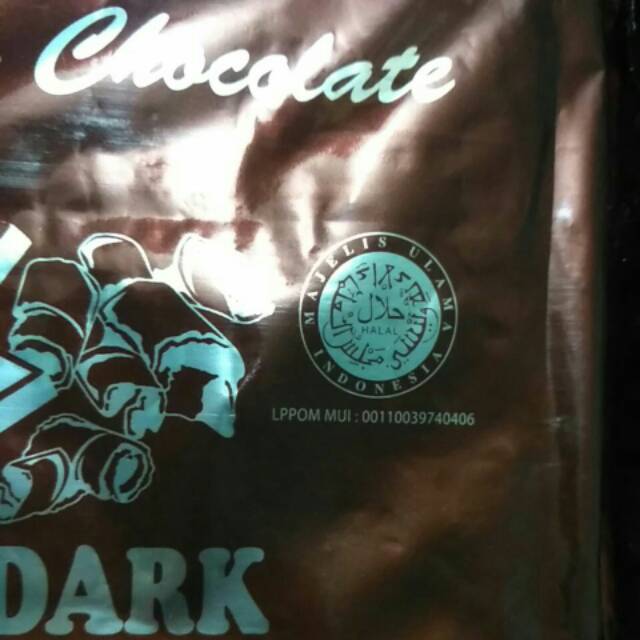 Chocolate
MAJELIS ULAMA
حلال
HALAL
INDONESIA
LPPOM MUI : 00110039740406
DARK